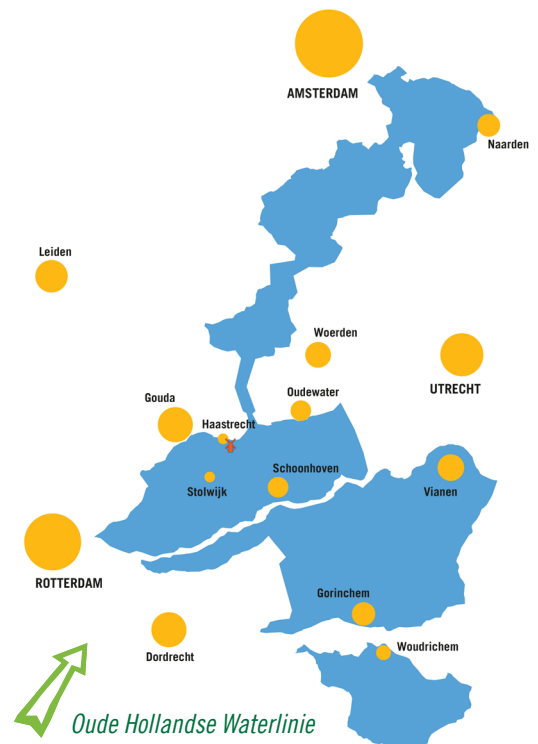 AMSTERDAM
Naarden
Leiden
Woerden
UTRECHT
Oudewater
Gouda
Haastrecht
Schoonhoven
Stolwijk
Vianen
ROTTERDAM
Gorinchem
Woudrichem
Dordrecht
Oude Hollandse Waterlinie